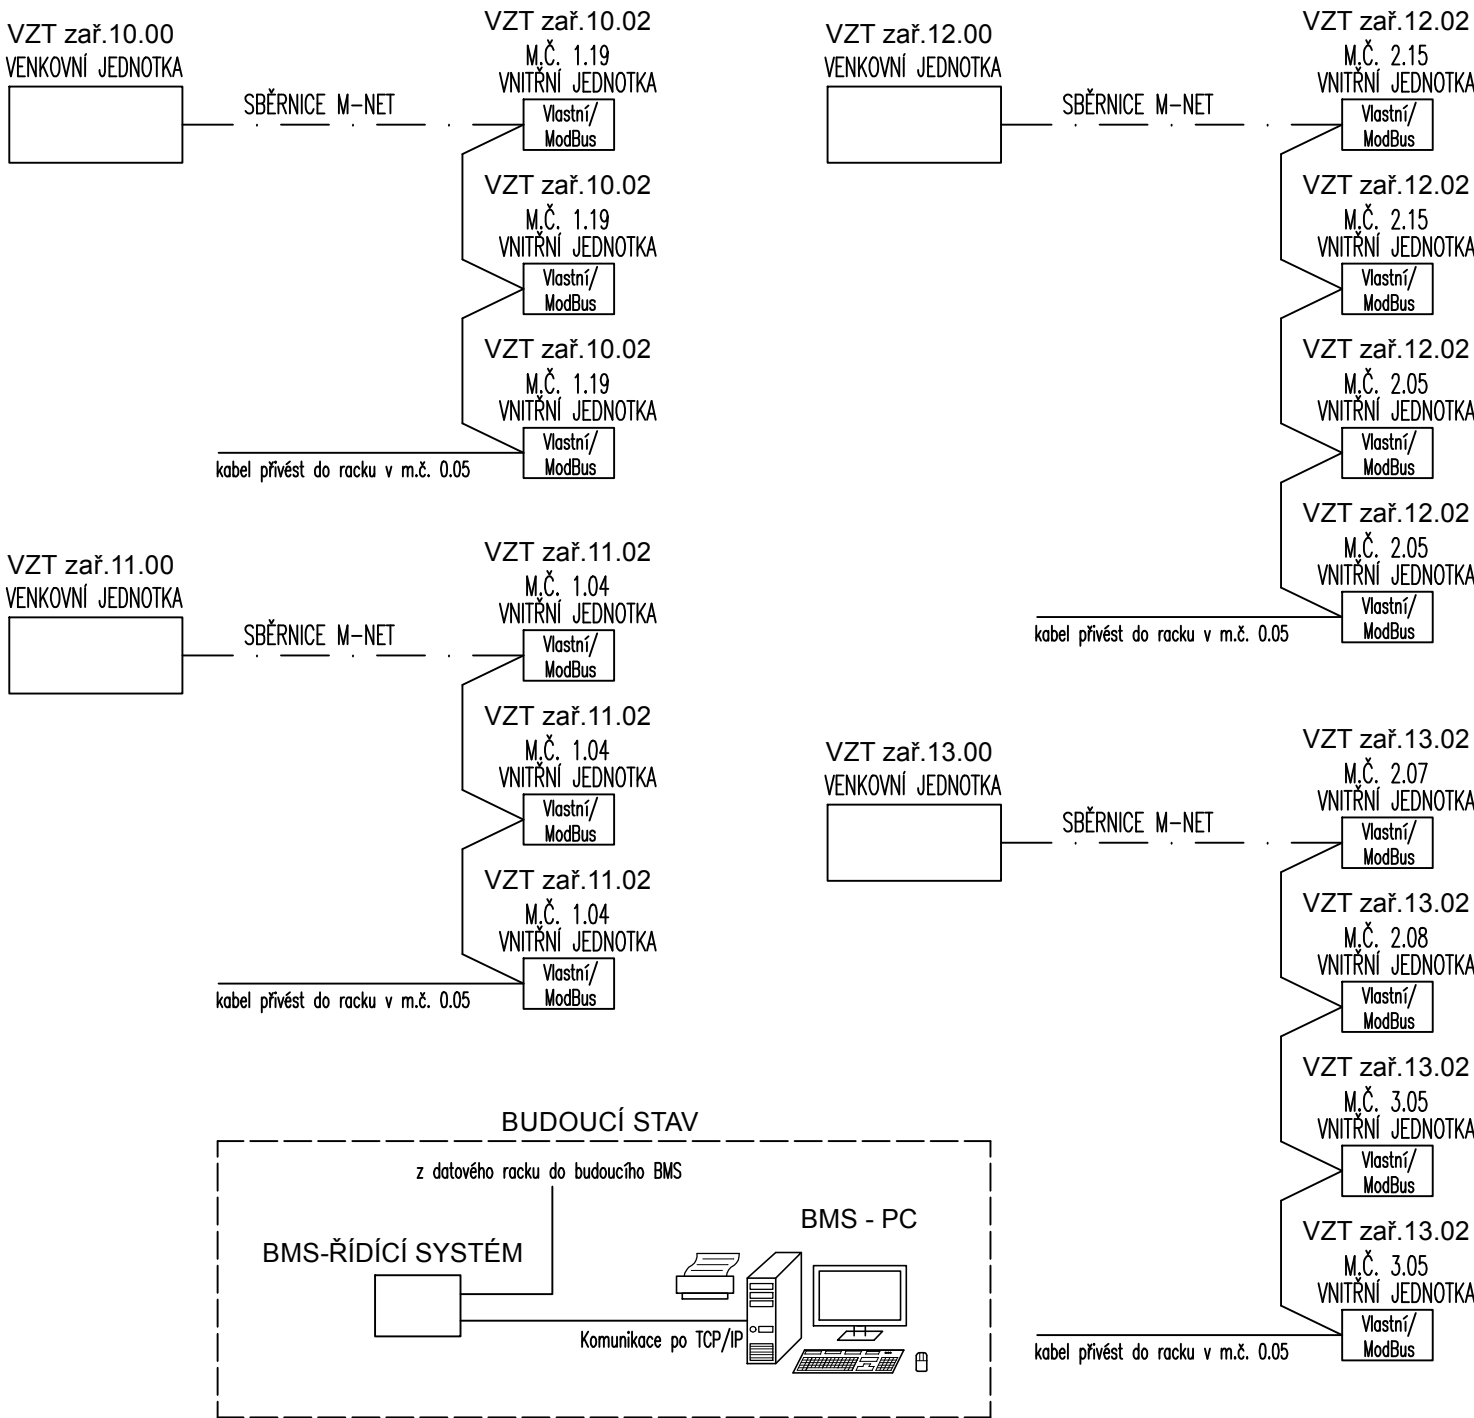 VZT zař.10.00
VENKOVNÍ JEDNOTKA
SBĚRNICE M-NET
VZT zař.10.02
M.Č. 1.19
VNITŘNÍ JEDNOTKA
Vlastní/
ModBus
VZT zař.10.02
M.Č. 1.19
VNITŘNÍ JEDNOTKA
Vlastní/
ModBus
VZT zař.10.02
M.Č. 1.19
VNITŘNÍ JEDNOTKA
Vlastní/
ModBus
kabel přivést do racku v m.č. 0.05
VZT zař.11.00
VENKOVNÍ JEDNOTKA
SBĚRNICE M-NET
VZT zař.11.02
M.Č. 1.04
VNITŘNÍ JEDNOTKA
Vlastní/
ModBus
VZT zař.11.02
M.Č. 1.04
VNITŘNÍ JEDNOTKA
Vlastní/
ModBus
VZT zař.11.02
M.Č. 1.04
VNITŘNÍ JEDNOTKA
Vlastní/
ModBus
kabel přivést do racku v m.č. 0.05
VZT zař.12.00
VENKOVNÍ JEDNOTKA
SBĚRNICE M-NET
VZT zař.12.02
M.Č. 2.15
VNITŘNÍ JEDNOTKA
Vlastní/
ModBus
VZT zař.12.02
M.Č. 2.15
VNITŘNÍ JEDNOTKA
Vlastní/
ModBus
VZT zař.12.02
M.Č. 2.05
VNITŘNÍ JEDNOTKA
Vlastní/
ModBus
VZT zař.12.02
M.Č. 2.05
VNITŘNÍ JEDNOTKA
Vlastní/
ModBus
kabel přivést do racku v m.č. 0.05
VZT zař.13.00
VENKOVNÍ JEDNOTKA
SBĚRNICE M-NET
VZT zař.13.02
M.Č. 2.07
VNITŘNÍ JEDNOTKA
Vlastní/
ModBus
VZT zař.13.02
M.Č. 2.08
VNITŘNÍ JEDNOTKA
Vlastní/
ModBus
VZT zař.13.02
M.Č. 3.05
VNITŘNÍ JEDNOTKA
Vlastní/
ModBus
VZT zař.13.02
M.Č. 3.05
VNITŘNÍ JEDNOTKA
Vlastní/
ModBus
kabel přivést do racku v m.č. 0.05
BUDOUCÍ STAV
z datového racku do budoucího BMS
BMS - PC
BMS-ŘÍDÍCÍ SYSTÉM
Komunikace po TCP/IP